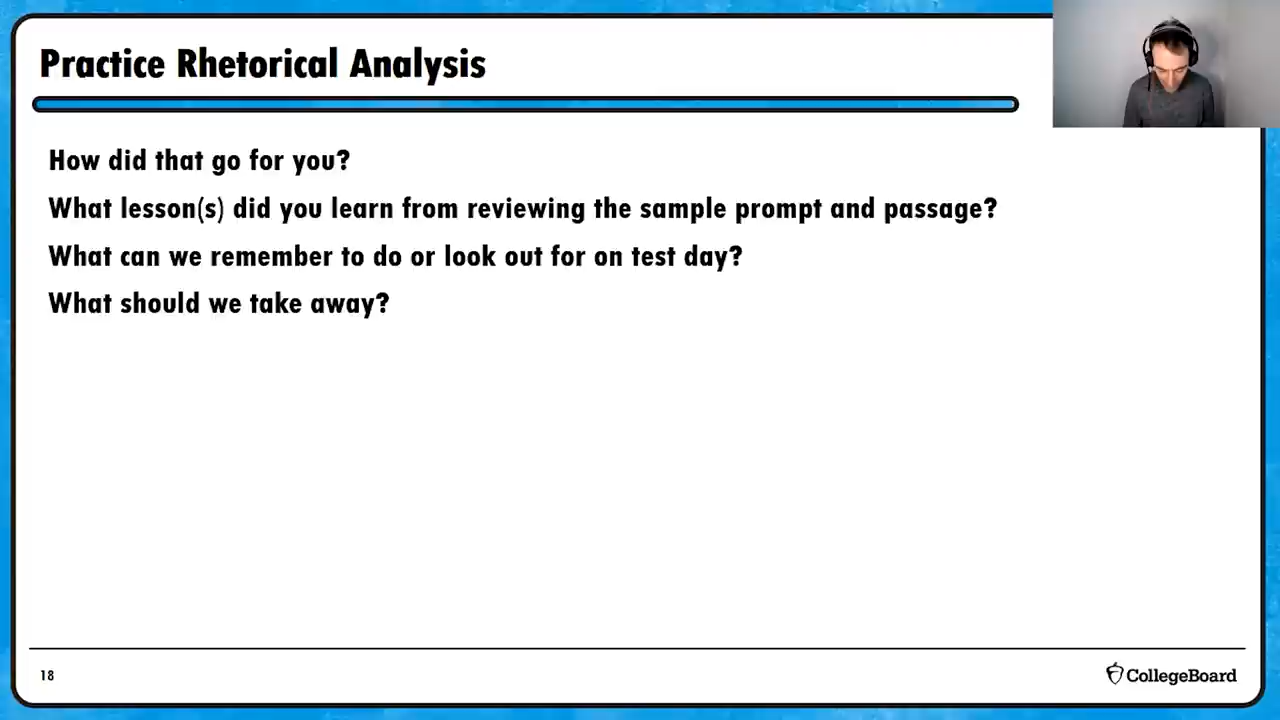 Practice Rhetorical Analysis
How did that go for you?
What lesson(s) did you learn from reviewing the sample prompt and passage?
What can we remember to do or look out for on test day?
What should we take away?
18
CollegeBoard